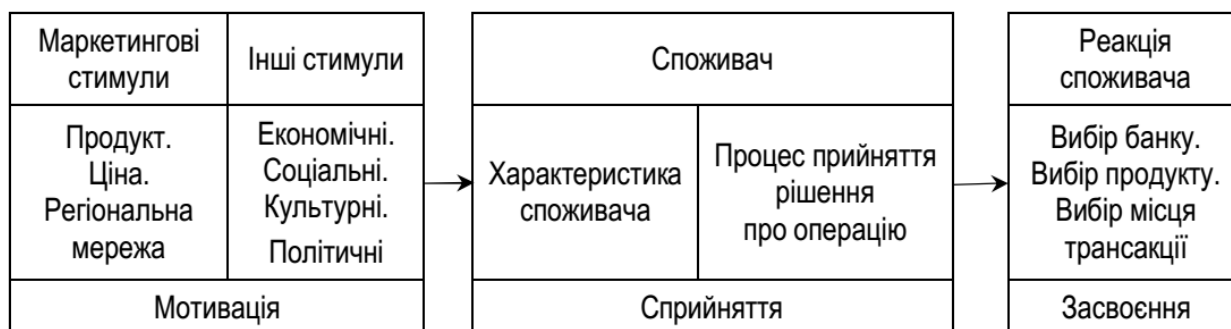 Маркетингові
стимули
Інші стимули
Споживач
Реакція
споживача
Продукт.
Ціна.
Регіональна
мережа
Економічні.
Соціальні.
Культурні.
Політичні
Характеристика
споживача
Процес прийняття
рішення
про операцію
Вибір банку.
Вибір продукту.
Вибір місця
трансакції
Мотивація
Сприйняття
Засвоєння